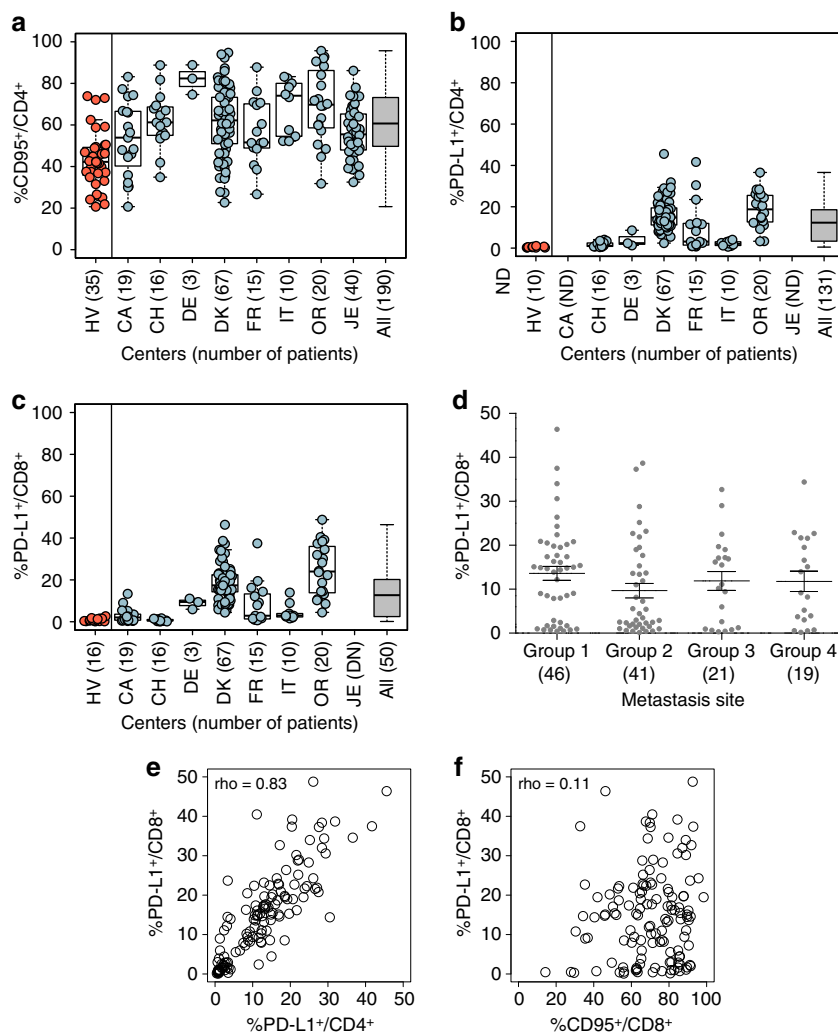 a
100
80
60
40
20
0
%CD95⁺/CD4⁺
HV (35)
CA (19)
CH (16)
DE (3)
DK (67)
FR (15)
IT (10)
OR (20)
JE (40)
All (190)
Centers (number of patients)
b
100
80
60
40
20
0
%PD-L1⁺/CD4⁺
ND
HV (10)
CA (ND)
CH (16)
DE (3)
DK (67)
FR (15)
IT (10)
OR (20)
JE (ND)
All (131)
Centers (number of patients)
c
100
80
60
40
20
0
%PD-L1⁺/CD8⁺
HV (16)
CA (19)
CH (16)
DE (3)
DK (67)
FR (15)
IT (10)
OR (20)
JE (DN)
All (50)
Centers (number of patients)
d
50
40
30
20
10
0
%PD-L1⁺/CD8⁺
Group 1 Group 2 Group 3 Group 4
(46) (41) (21) (19)
Metastasis site
e
50
40
30
20
10
0
%PD-L1⁺/CD8⁺
rho = 0.83
0 10 20 30 40 50
%PD-L1⁺/CD4⁺
f
50
40
30
20
10
0
%PD-L1⁺/CD8⁺
rho = 0.11
0 20 40 60 80 100
%CD95⁺/CD8⁺